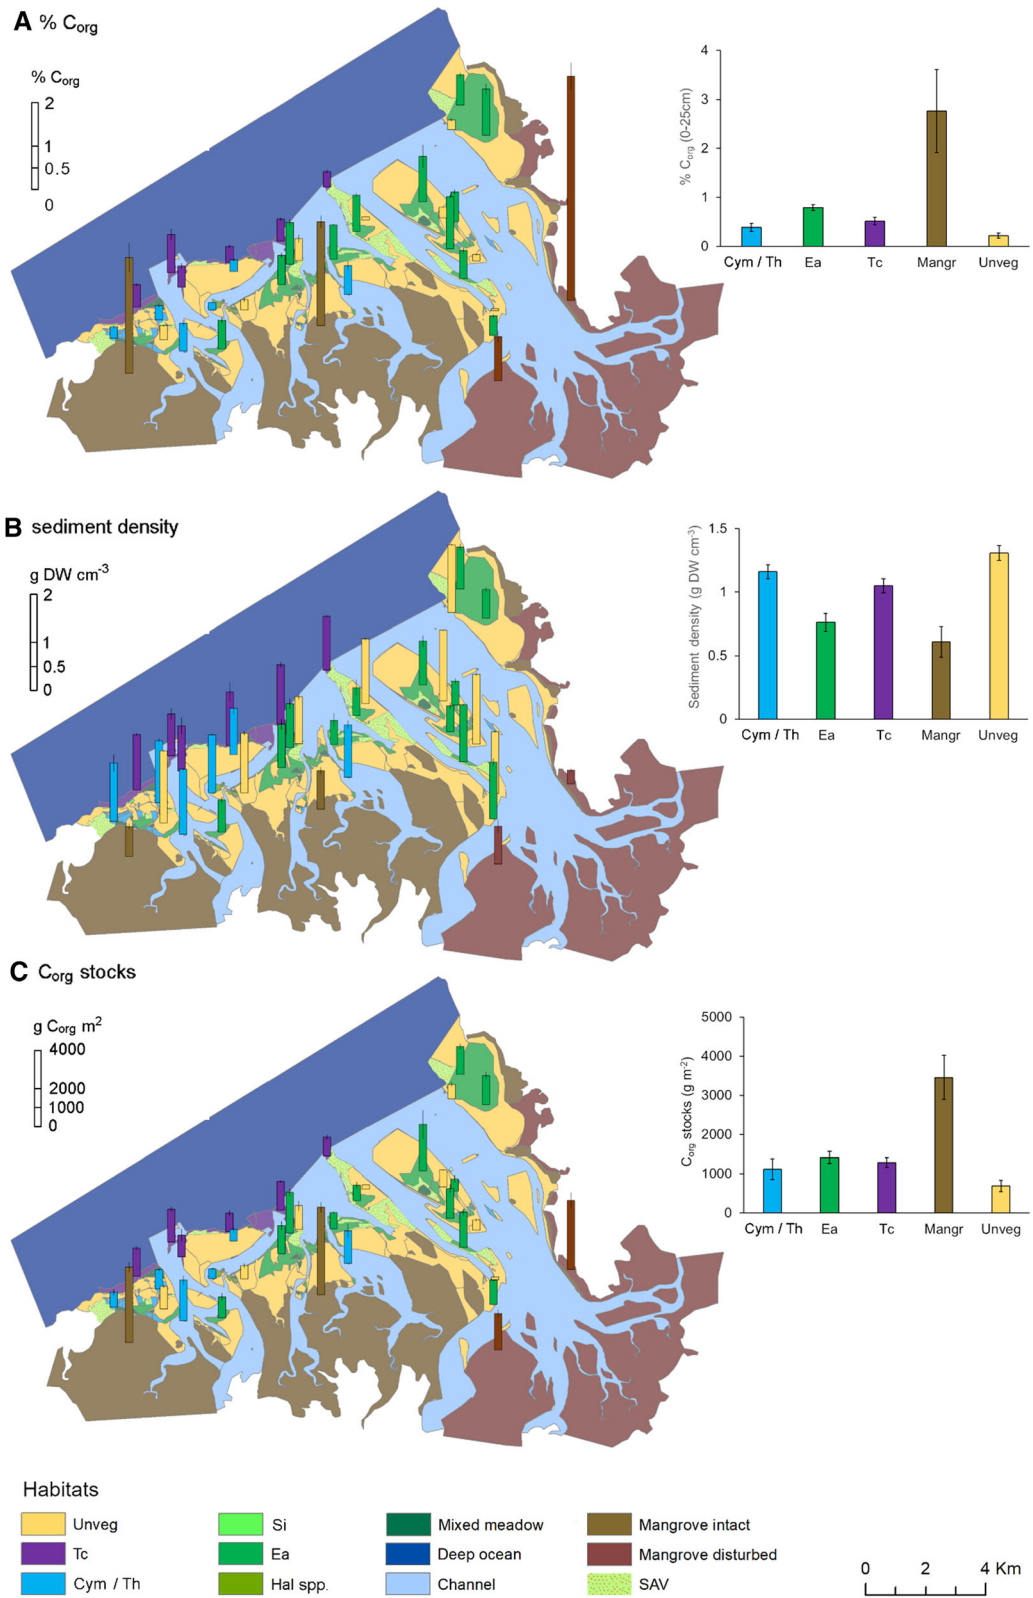 A % Corg
% Corg
2
1
0.5
0
4
3
2
1
0
% Corg (0-25cm)
Cym / Th Ea Tc Mangr Unveg
B sediment density
g DW cm-3
2
1
0.5
0
1.5
1
0.5
0
Sediment density (g DW cm-3)
Cym / Th Ea Tc Mangr Unveg
C Corg stocks
g Corg m2
4000
2000
1000
0
5000
4000
3000
2000
1000
0
Corg stocks (g m-2)
Cym / Th Ea Tc Mangr Unveg
Habitats
Unveg Si Mixed meadow Mangrove intact
Tc Ea Deep ocean Mangrove disturbed
Cym / Th Hal spp. Channel SAV
0 2 4 Km